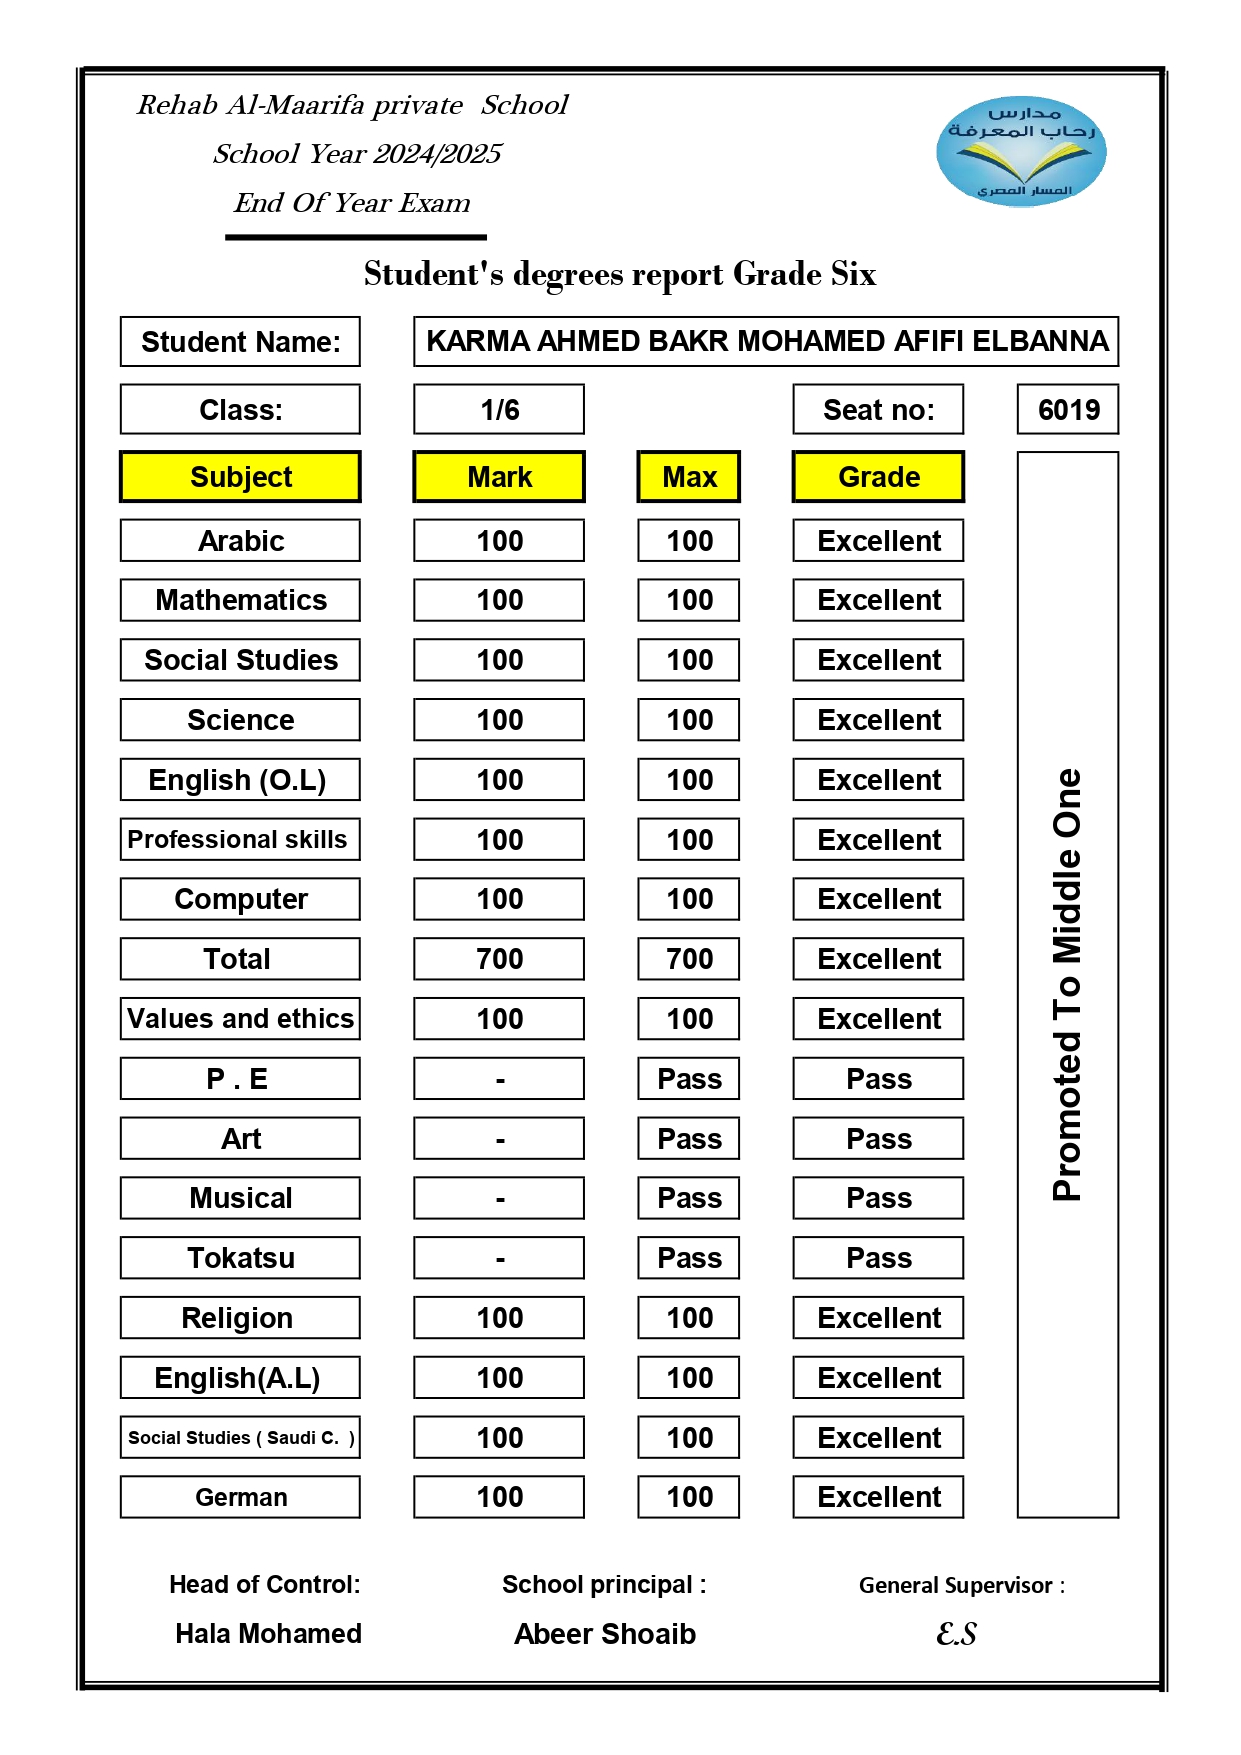 Rehab Al-Maarifa private School
School Year 2024/2025
End Of Year Exam
مدارس
رحاب المعرفة
المسار المصري
Student's degrees report Grade Six
Student Name: KARMA AHMED BAKR MOHAMED AFIFI ELBANNA
Class: 1/6 Seat no: 6019
Subject Mark Max Grade
Arabic 100 100 Excellent
Mathematics 100 100 Excellent
Social Studies 100 100 Excellent
Science 100 100 Excellent
English (O.L) 100 100 Excellent
Professional skills 100 100 Excellent
Computer 100 100 Excellent
Total 700 700 Excellent
Values and ethics 100 100 Excellent
P . E - Pass Pass
Art - Pass Pass
Musical - Pass Pass
Tokatsu - Pass Pass
Religion 100 100 Excellent
English(A.L) 100 100 Excellent
Social Studies ( Saudi C. ) 100 100 Excellent
German 100 100 Excellent
Promoted To Middle One
Head of Control: School principal : General Supervisor :
Hala Mohamed Abeer Shoaib E.S